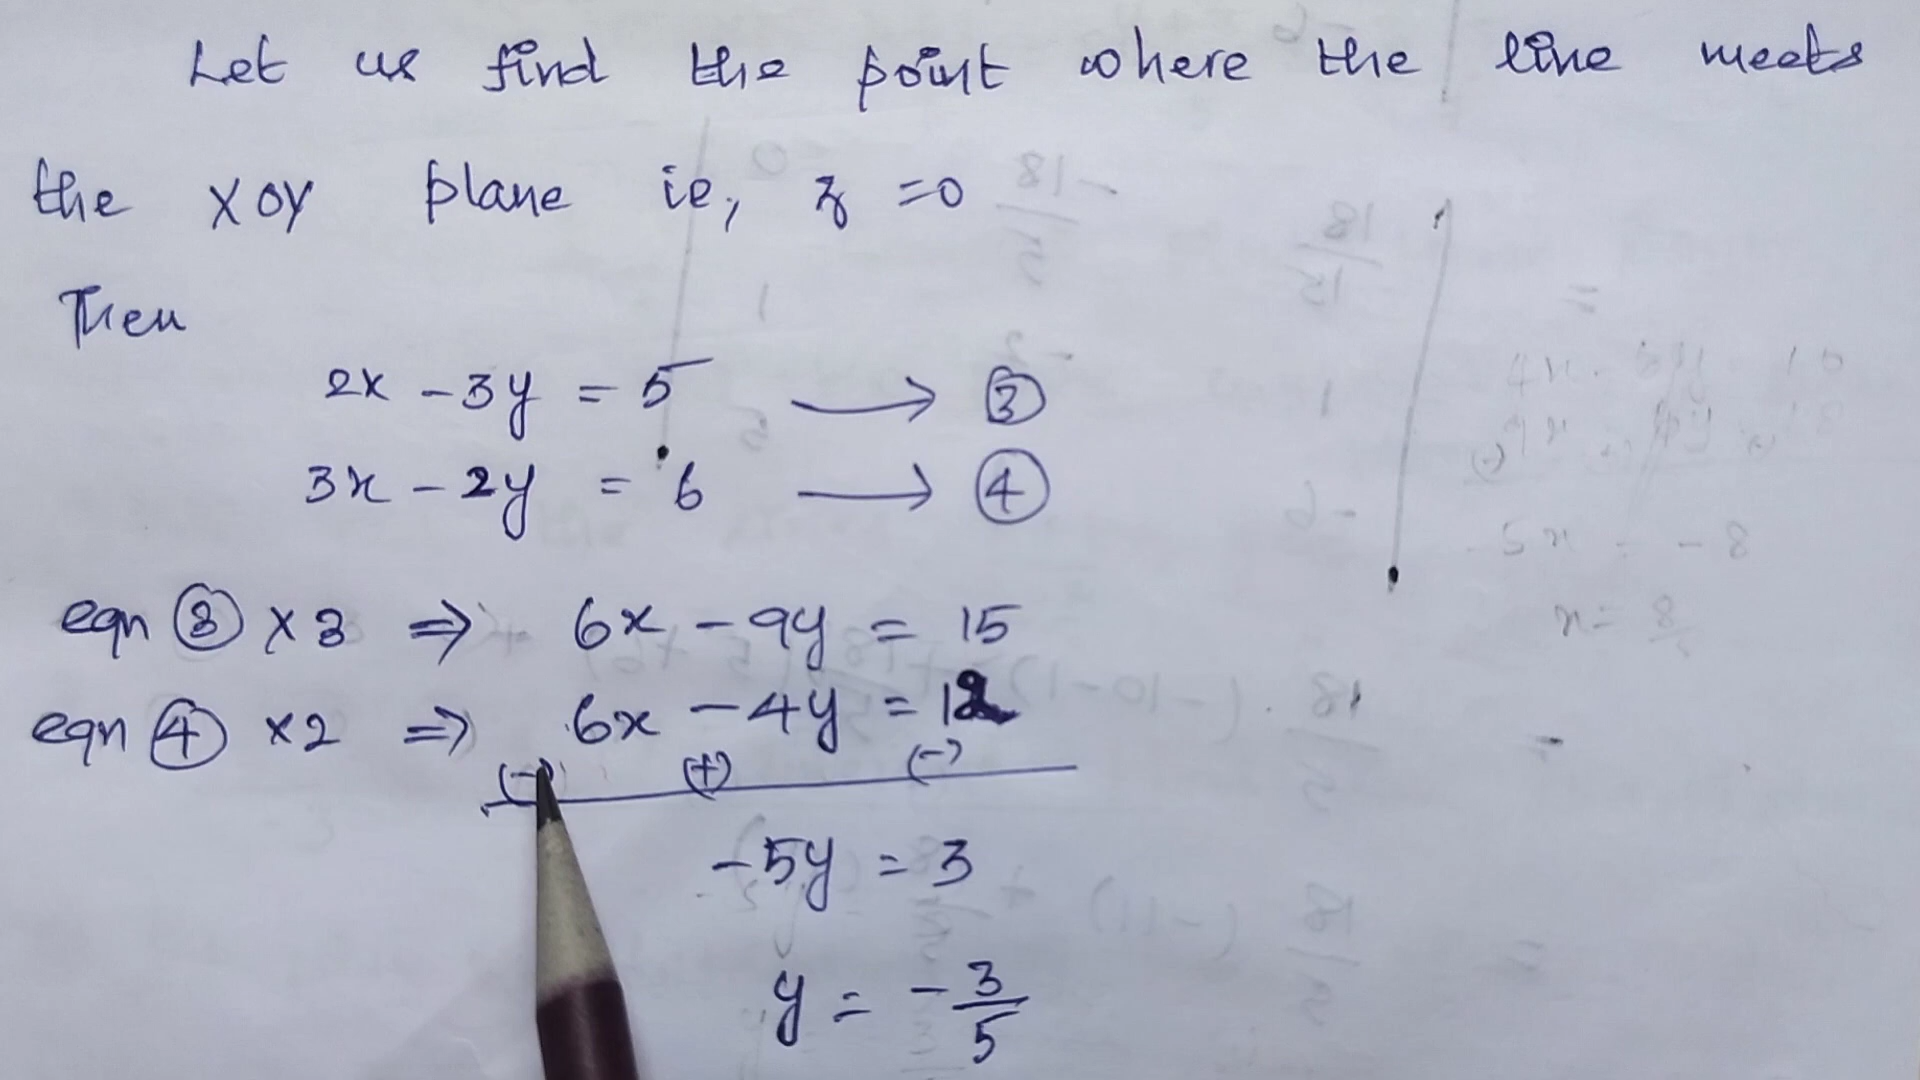 Let us find the point where the line meets
the XOY plane ie, z = 0
Then
2x - 3y = 5 ⟶ ③
3x - 2y = 6 ⟶ ④
eqn ③ × 3 ⇒ 6x - 9y = 15
eqn ④ × 2 ⇒ 6x - 4y = 12
(-) (+) (-)
-5y = 3
y = -3/5